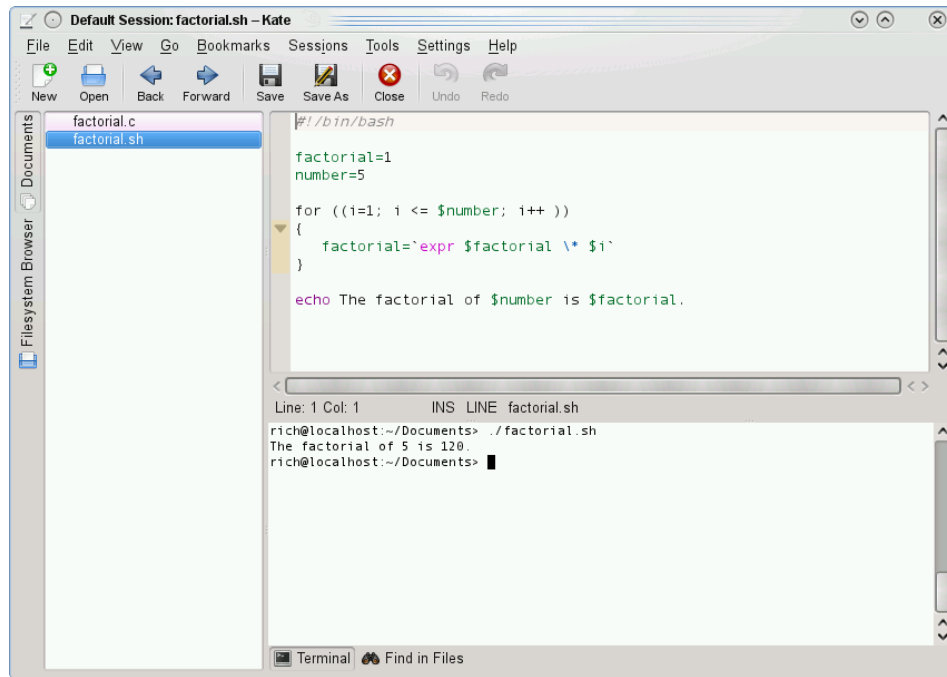 Default Session: factorial.sh – Kate
File Edit View Go Bookmarks Sessions Tools Settings Help
New Open Back Forward Save Save As Close Undo Redo
Documents
Filesystem Browser
factorial.c
factorial.sh
#!/bin/bash
factorial=1
number=5
for ((i=1; i <= $number; i++ ))
{
factorial=`expr $factorial \* $i`
}
echo The factorial of $number is $factorial.
Line: 1 Col: 1 INS LINE factorial.sh
rich@localhost:~/Documents> ./factorial.sh
The factorial of 5 is 120.
rich@localhost:~/Documents>
Terminal Find in Files